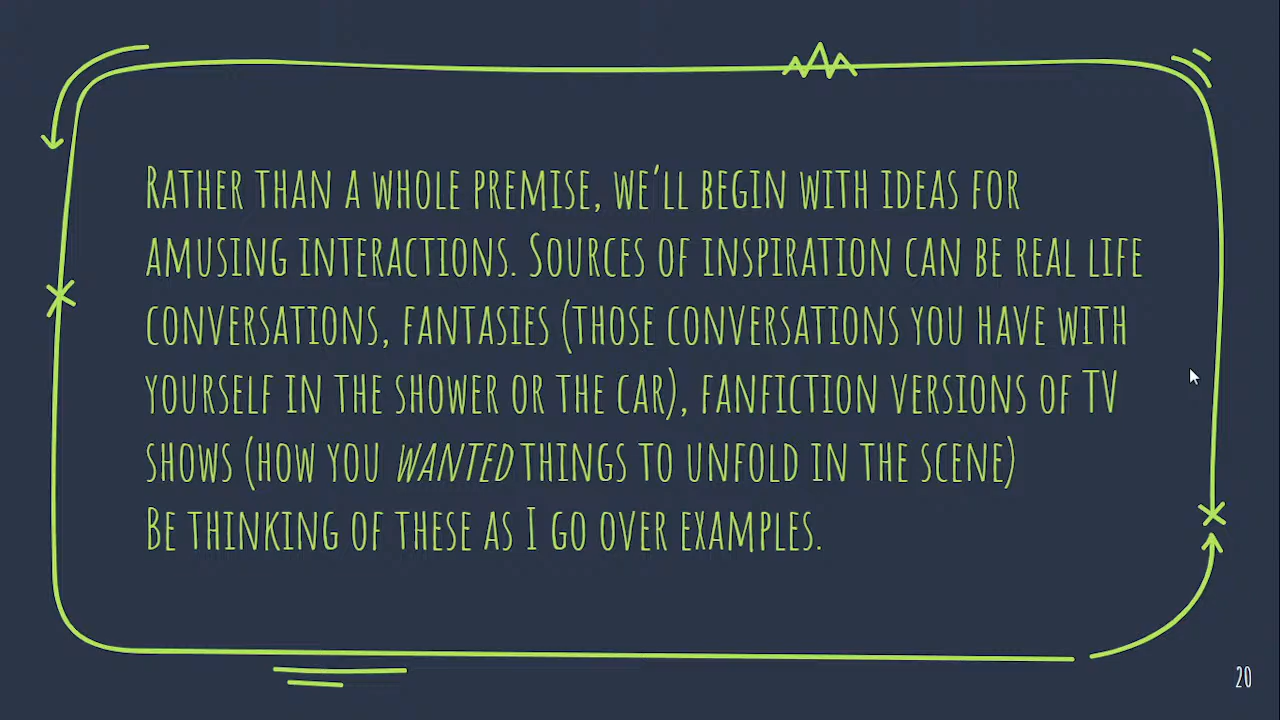 Rather than a whole premise, we'll begin with ideas for
amusing interactions. Sources of inspiration can be real life
conversations, fantasies (those conversations you have with
yourself in the shower or the car), fanfiction versions of TV
shows (how you wanted things to unfold in the scene)
Be thinking of these as I go over examples.
20